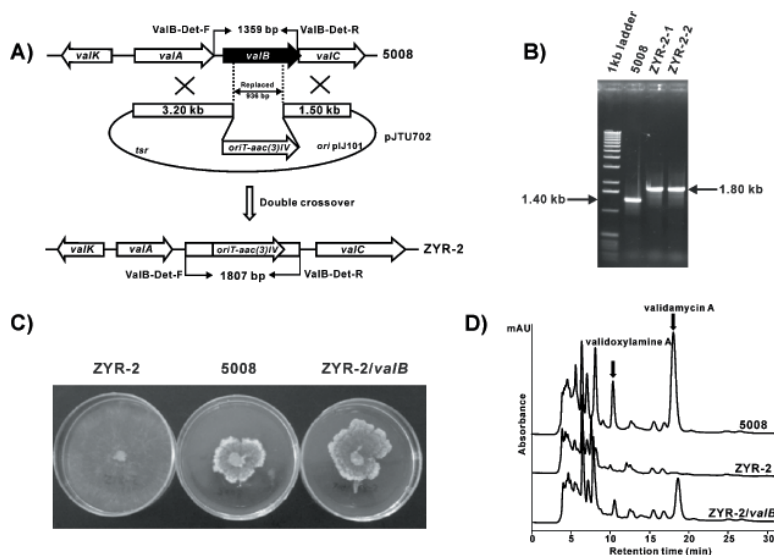 A)
ValB-Det-F 1359 bp ValB-Det-R
valK valA valB valC 5008
Replaced
936 bp
3.20 kb 1.50 kb
pJTU702
tsr oriT-aac(3)IV ori pIJ101
Double crossover
valK valA oriT-aac(3)IV valC ZYR-2
ValB-Det-F 1807 bp ValB-Det-R
B)
1kb ladder
5008
ZYR-2-1
ZYR-2-2
1.40 kb
1.80 kb
C)
ZYR-2 5008 ZYR-2/valB
D)
mAU
validamycin A
validoxylamine A
Absorbance
5008
ZYR-2
ZYR-2/valB
0 5 10 15 20 25 30
Retention time (min)